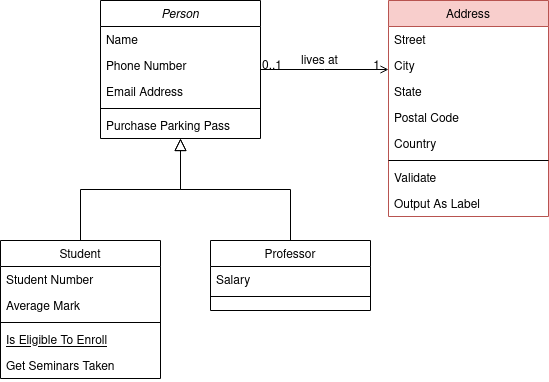 Person
Name
Phone Number
Email Address
Purchase Parking Pass
0..1
lives at
1
Address
Street
City
State
Postal Code
Country
Validate
Output As Label
Student
Student Number
Average Mark
Is Eligible To Enroll
Get Seminars Taken
Professor
Salary